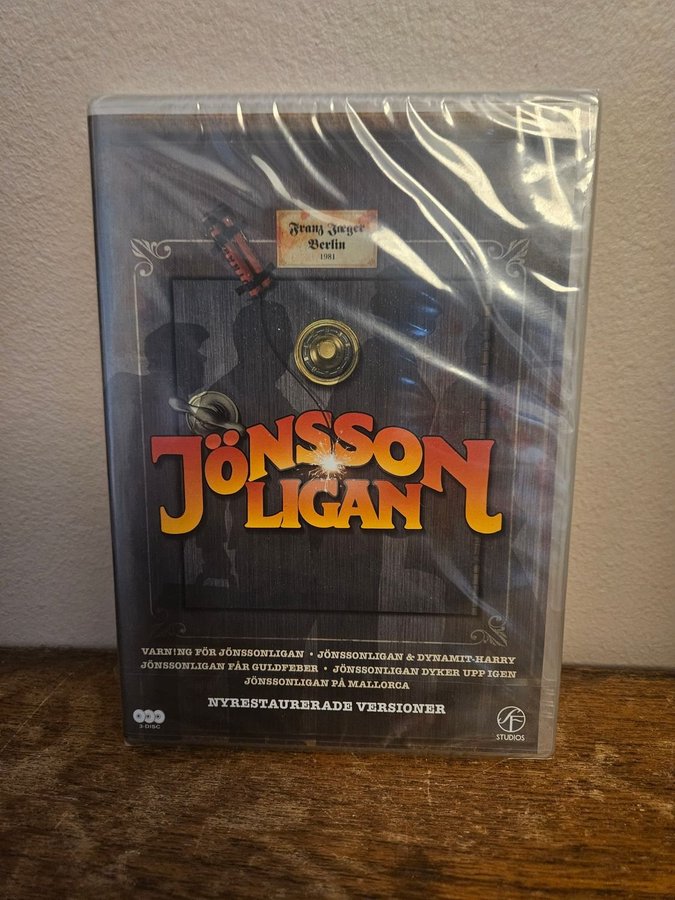 Franz Jæger
Berlin
1981
JÖNSSON
LIGAN
VARNING FÖR JÖNSSONLIGAN • JÖNSSONLIGAN & DYNAMIT-HARRY
JÖNSSONLIGAN FÅR GULDFEBER • JÖNSSONLIGAN DYKER UPP IGEN
JÖNSSONLIGAN PÅ MALLORCA
NYRESTAURERADE VERSIONER
3-DISC
SF
STUDIOS